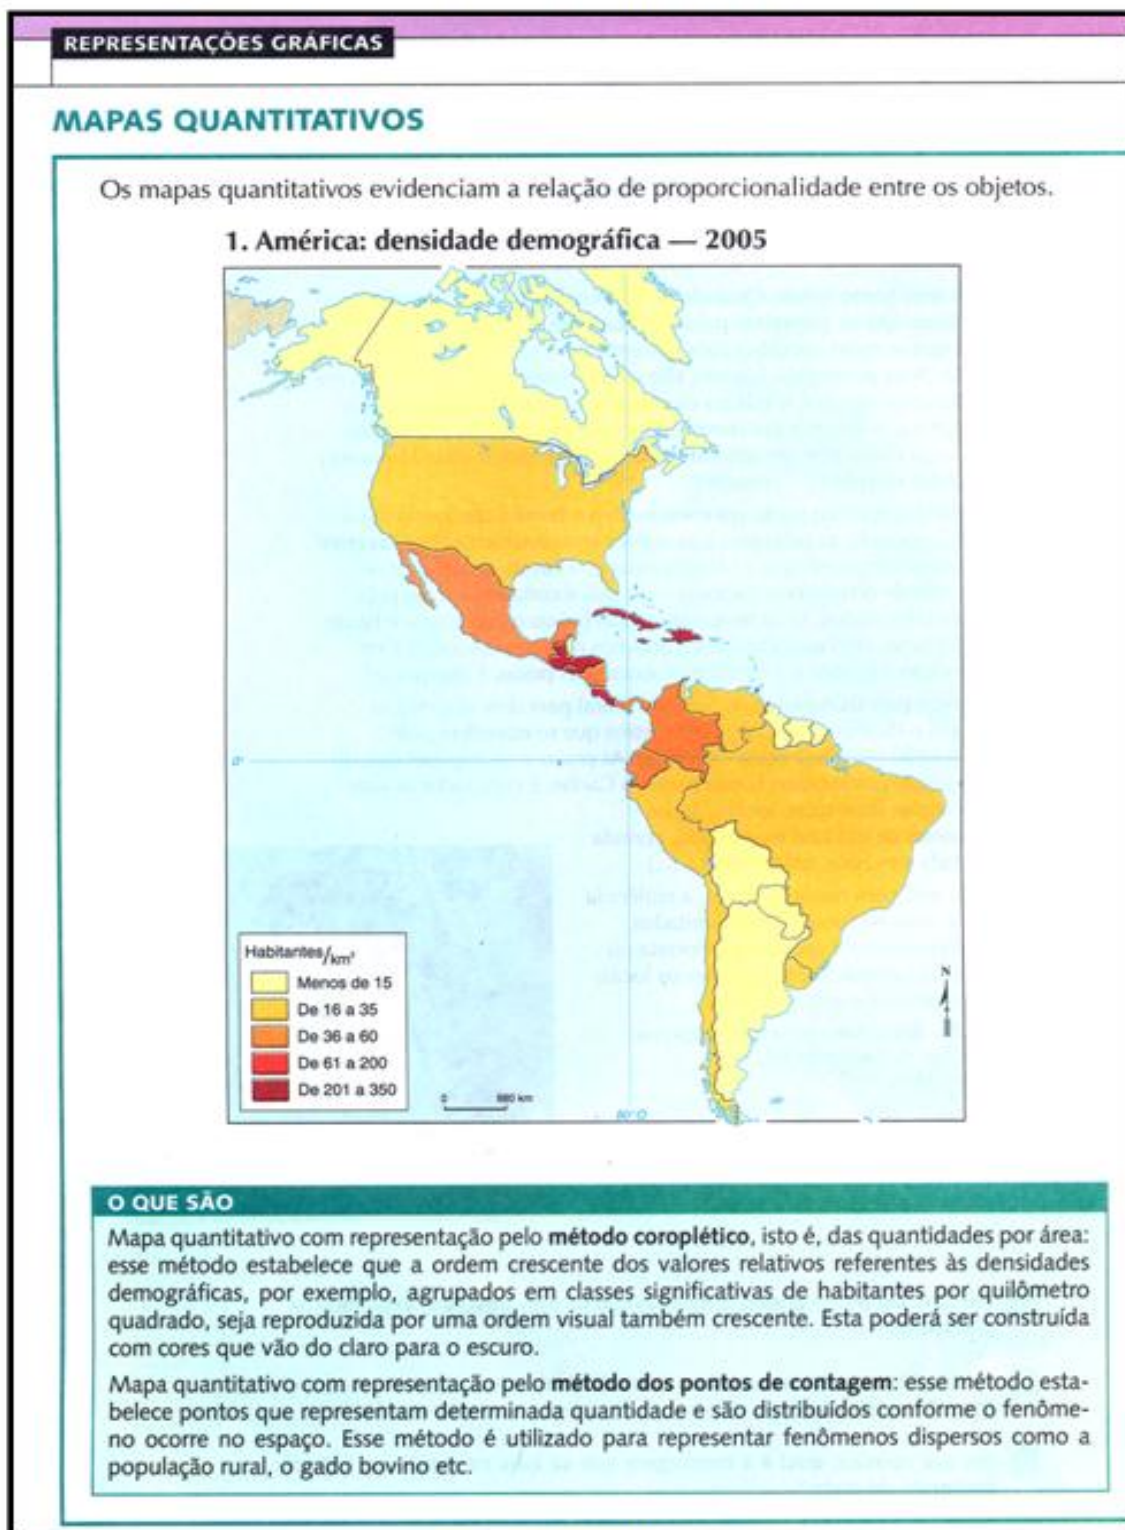 REPRESENTAÇÕES GRÁFICAS
MAPAS QUANTITATIVOS
Os mapas quantitativos evidenciam a relação de proporcionalidade entre os objetos.
1. América: densidade demográfica — 2005
0°
Habitantes/km²
Menos de 15
De 16 a 35
De 36 a 60
De 61 a 200
De 201 a 350
N
0 880 km
80° O
O QUE SÃO
Mapa quantitativo com representação pelo método coroplético, isto é, das quantidades por área:
esse método estabelece que a ordem crescente dos valores relativos referentes às densidades
demográficas, por exemplo, agrupados em classes significativas de habitantes por quilômetro
quadrado, seja reproduzida por uma ordem visual também crescente. Esta poderá ser construída
com cores que vão do claro para o escuro.
Mapa quantitativo com representação pelo método dos pontos de contagem: esse método esta-
belece pontos que representam determinada quantidade e são distribuídos conforme o fenôme-
no ocorre no espaço. Esse método é utilizado para representar fenômenos dispersos como a
população rural, o gado bovino etc.